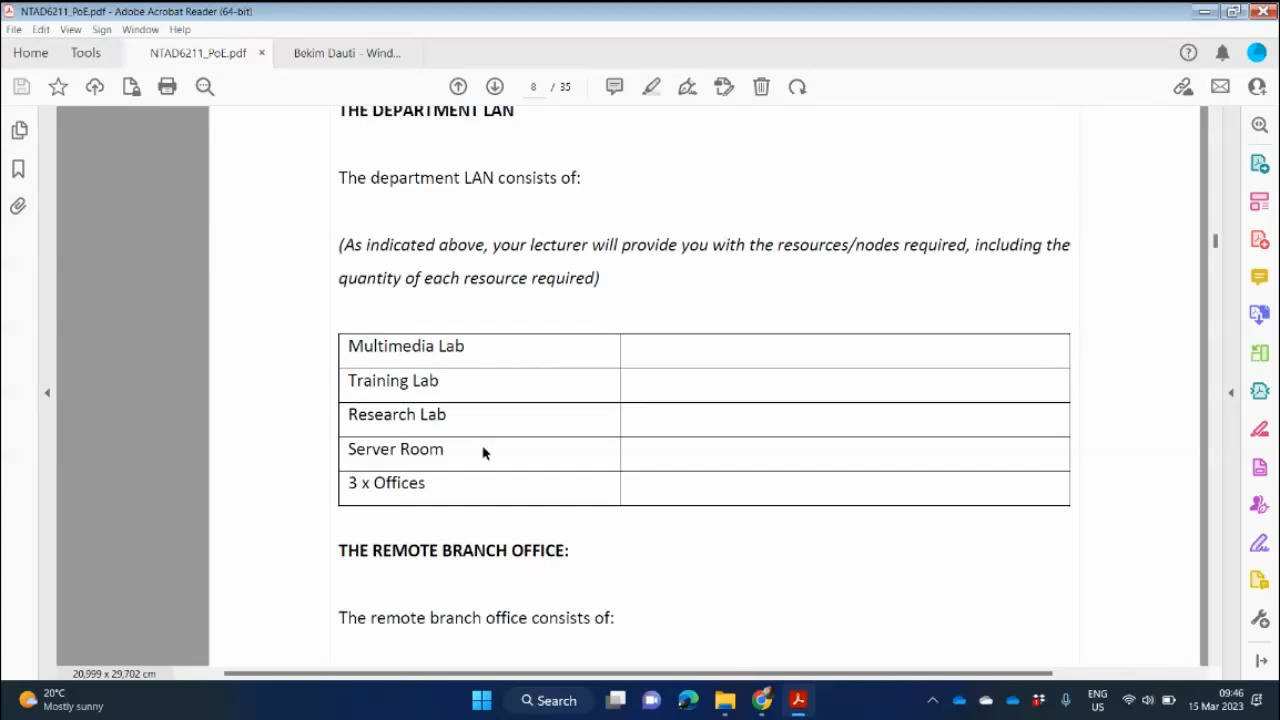 NTAD6211_PoE.pdf - Adobe Acrobat Reader (64-bit)
File Edit View Sign Window Help
Home Tools NTAD6211_PoE.pdf × Bekim Dauti - Wind...
8 / 35
THE DEPARTMENT LAN
The department LAN consists of:
(As indicated above, your lecturer will provide you with the resources/nodes required, including the
quantity of each resource required)
Multimedia Lab
Training Lab
Research Lab
Server Room
3 x Offices
THE REMOTE BRANCH OFFICE:
The remote branch office consists of:
20,999 x 29,702 cm
20°C
Mostly sunny
Search
ENG
US
09:46
15 Mar 2023